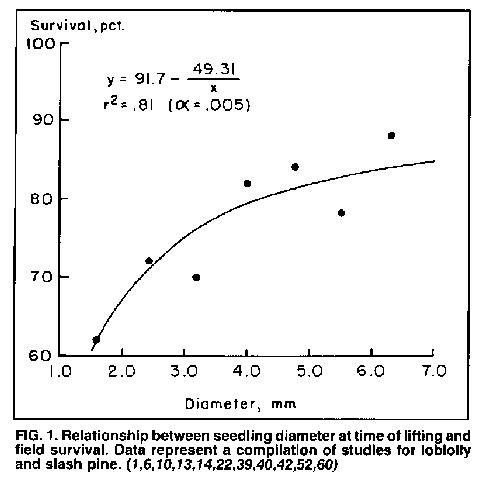 Survival, pct.
100
90
80
70
60
y = 91.7 - 49.31
x
r² = .81 (α = .005)
1.0 2.0 3.0 4.0 5.0 6.0 7.0
Diameter, mm
FIG. 1. Relationship between seedling diameter at time of lifting and
field survival. Data represent a compilation of studies for loblolly
and slash pine. (1,6,10,13,14,22,39,40,42,52,60)